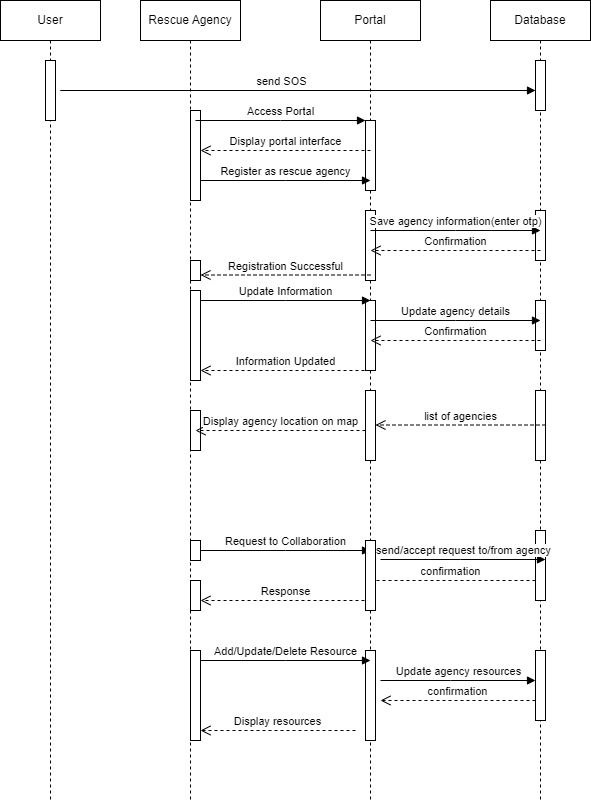 User
Rescue Agency
Portal
Database
send SOS
Access Portal
Display portal interface
Register as rescue agency
Save agency information(enter otp)
Confirmation
Registration Successful
Update Information
Update agency details
Confirmation
Information Updated
list of agencies
Display agency location on map
Request to Collaboration
send/accept request to/from agency
confirmation
Response
Add/Update/Delete Resource
Update agency resources
confirmation
Display resources